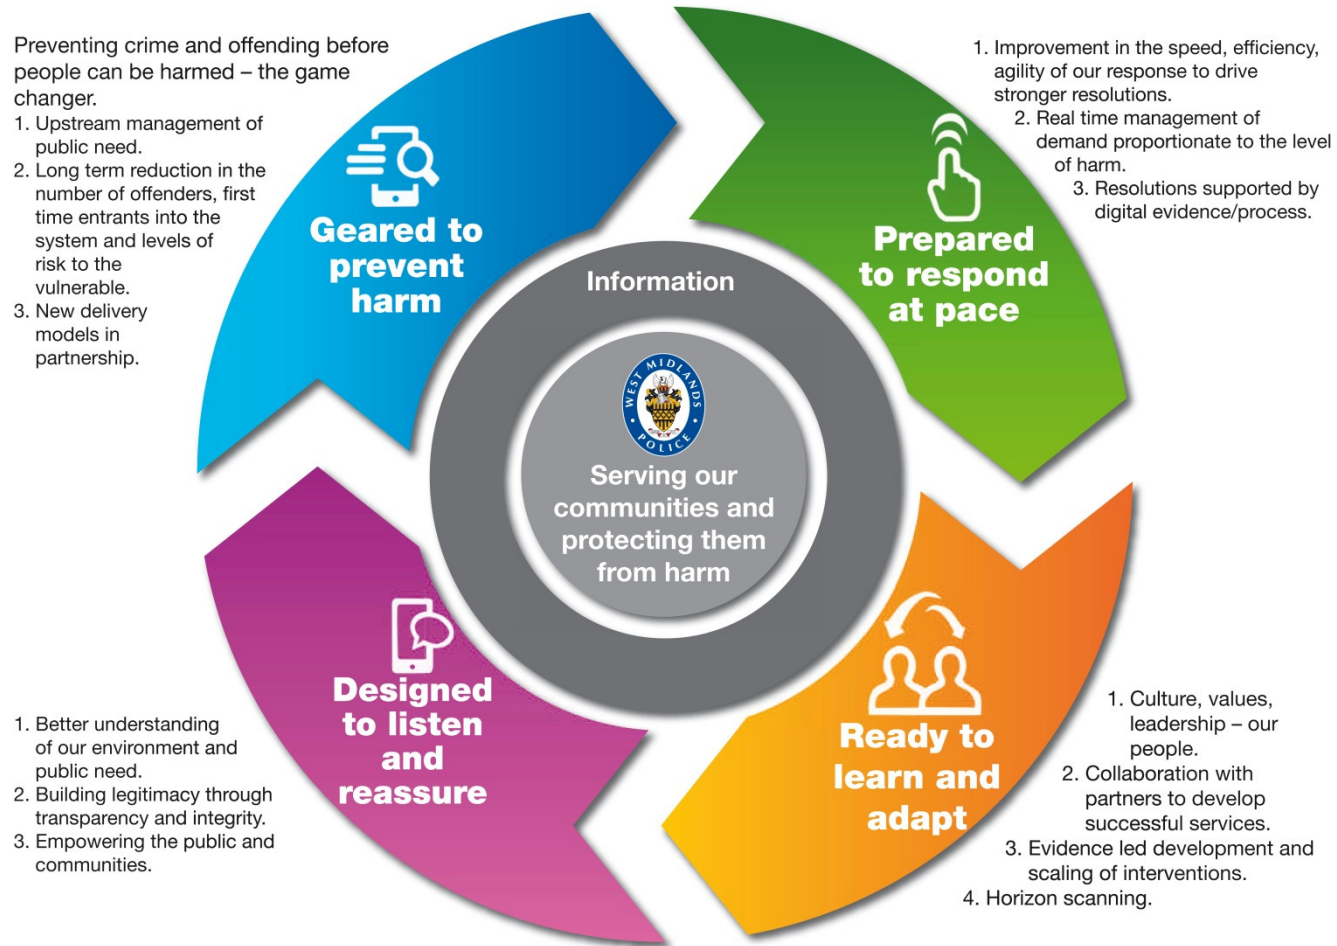 Preventing crime and offending before
people can be harmed – the game
changer.
1. Upstream management of
public need.
2. Long term reduction in the
number of offenders, first
time entrants into the
system and levels of
risk to the
vulnerable.
3. New delivery
models in
partnership.
Geared to
prevent
harm
1. Improvement in the speed, efficiency,
agility of our response to drive
stronger resolutions.
2. Real time management of
demand proportionate to the level
of harm.
3. Resolutions supported by
digital evidence/process.
Prepared
to respond
at pace
Information
WEST MIDLANDS
POLICE
Serving our
communities and
protecting them
from harm
1. Better understanding
of our environment and
public need.
2. Building legitimacy through
transparency and integrity.
3. Empowering the public and
communities.
Designed
to listen
and
reassure
Ready to
learn and
adapt
1. Culture, values,
leadership – our
people.
2. Collaboration with
partners to develop
successful services.
3. Evidence led development and
scaling of interventions.
4. Horizon scanning.